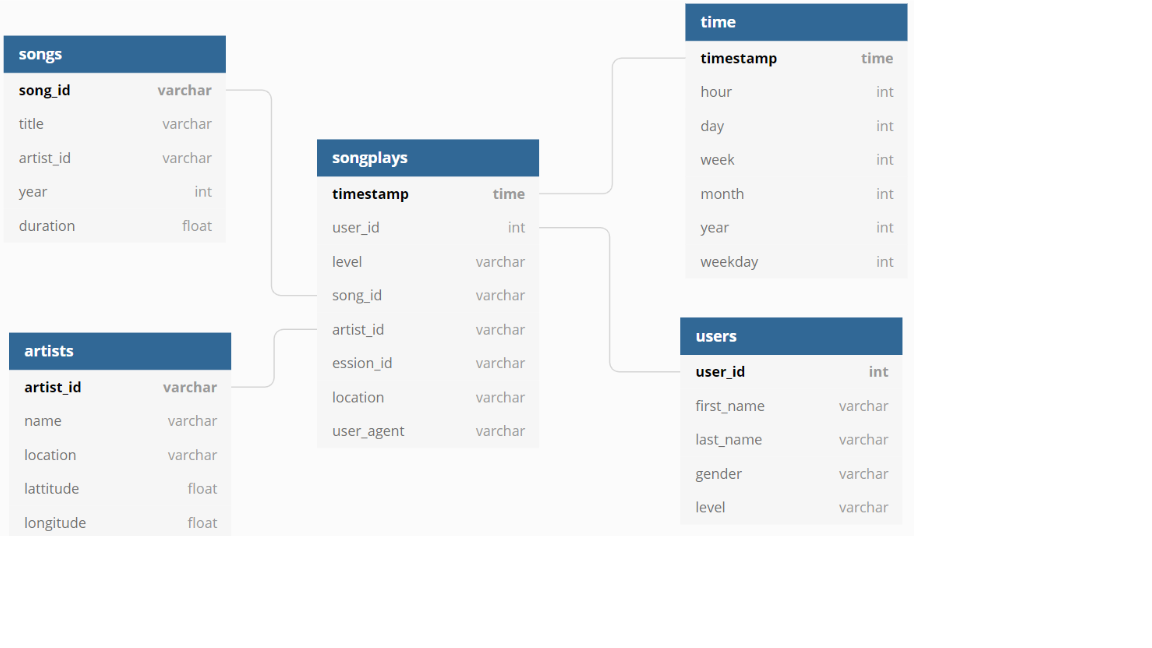 songs
song_id varchar
title varchar
artist_id varchar
year int
duration float
artists
artist_id varchar
name varchar
location varchar
lattitude float
longitude float
songplays
timestamp time
user_id int
level varchar
song_id varchar
artist_id varchar
ession_id varchar
location varchar
user_agent varchar
time
timestamp time
hour int
day int
week int
month int
year int
weekday int
users
user_id int
first_name varchar
last_name varchar
gender varchar
level varchar